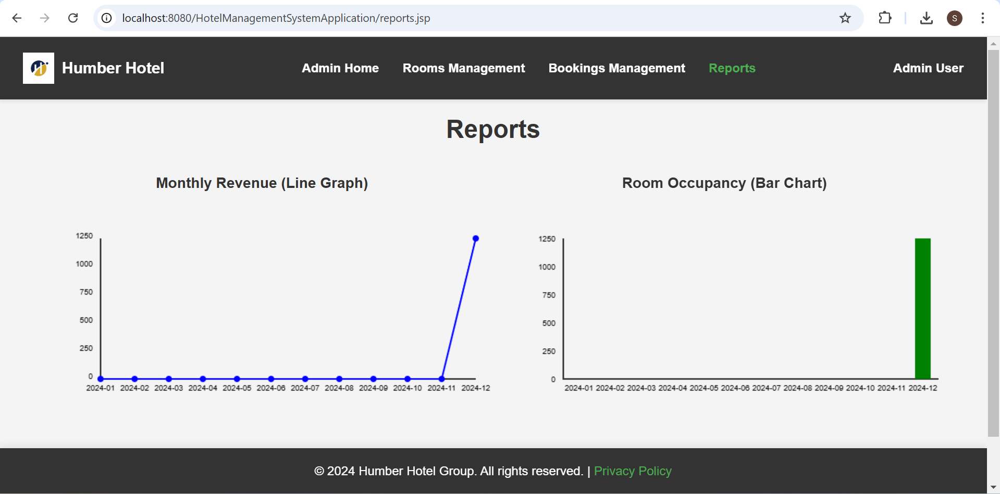 localhost:8080/HotelManagementSystemApplication/reports.jsp
S
Humber Hotel
Admin Home Rooms Management Bookings Management Reports
Admin User
Reports
Monthly Revenue (Line Graph)
1250
1000
750
500
250
0
2024-01 2024-02 2024-03 2024-04 2024-05 2024-06 2024-07 2024-08 2024-09 2024-10 2024-11 2024-12
Room Occupancy (Bar Chart)
1250
1000
750
500
250
0
2024-01 2024-02 2024-03 2024-04 2024-05 2024-06 2024-07 2024-08 2024-09 2024-10 2024-11 2024-12
© 2024 Humber Hotel Group. All rights reserved. | Privacy Policy